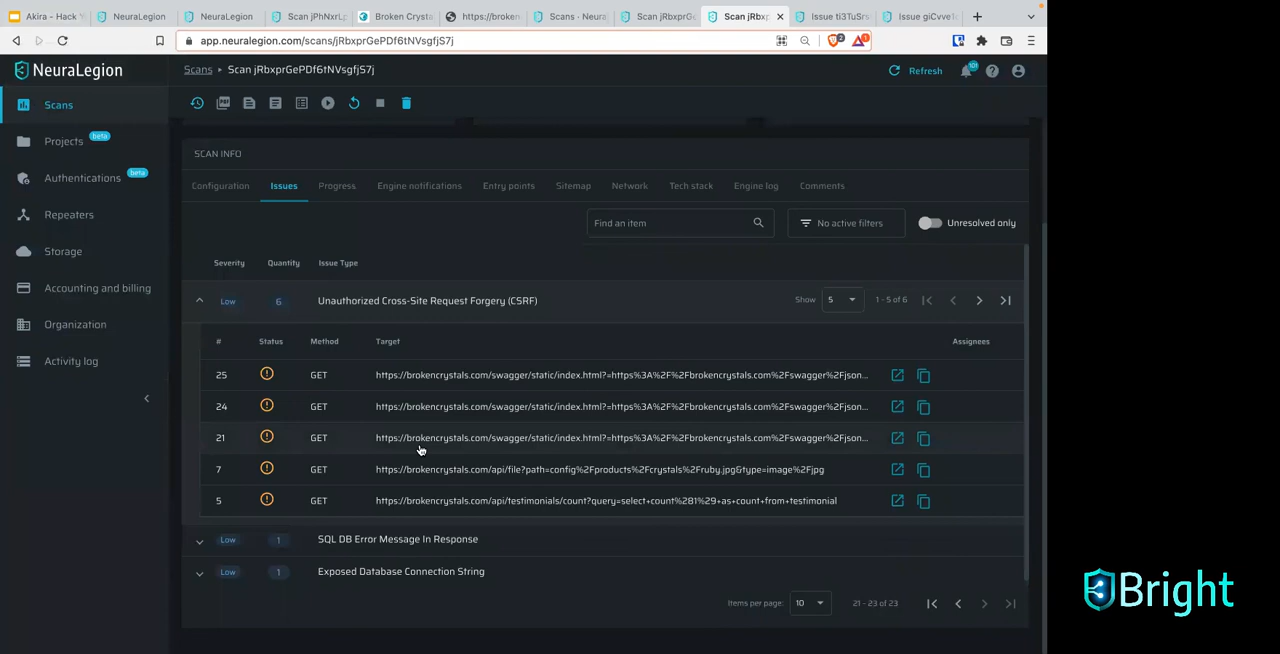 Akira - Hack
NeuraLegion
NeuraLegion
Scan jPhNxrLp
Broken Crysta
https://broken
Scans - Neura
Scan jRbxprGe
Scan jRbxp
Issue ti3TuSrs
Issue giCvve1
app.neuralegion.com/scans/jRbxprGePDf6tNVsgfjS7j
2
1
NeuraLegion
Scans ▸ Scan jRbxprGePDf6tNVsgfjS7j
Refresh
101
Scans
Projects beta
Authentications beta
Repeaters
Storage
Accounting and billing
Organization
Activity log
PDF
SCAN INFO
Configuration Issues Progress Engine notifications Entry points Sitemap Network Tech stack Engine log Comments
Find an item
No active filters
Unresolved only
Severity Quantity Issue Type
Low 6 Unauthorized Cross-Site Request Forgery (CSRF) Show 5 1 - 5 of 6
# Status Method Target Assignees
25 GET https://brokencrystals.com/swagger/static/index.html?=https%3A%2F%2Fbrokencrystals.com%2Fswagger%2Fjson...
24 GET https://brokencrystals.com/swagger/static/index.html?=https%3A%2F%2Fbrokencrystals.com%2Fswagger%2Fjson...
21 GET https://brokencrystals.com/swagger/static/index.html?=https%3A%2F%2Fbrokencrystals.com%2Fswagger%2Fjson...
7 GET https://brokencrystals.com/api/file?path=config%2Fproducts%2Fcrystals%2Fruby.jpg&type=image%2Fjpg
5 GET https://brokencrystals.com/api/testimonials/count?query=select+count%281%29+as+count+from+testimonial
Low 1 SQL DB Error Message In Response
Low 1 Exposed Database Connection String
Items per page: 10 21 - 23 of 23
Bright